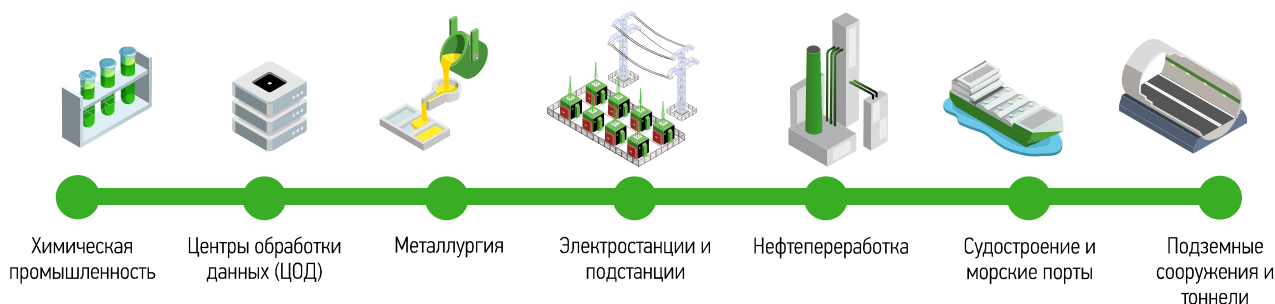 Химическая
промышленность
Центры обработки
данных (ЦОД)
Металлургия
Электростанции и
подстанции
Нефтепереработка
Судостроение и
морские порты
Подземные
сооружения и
тоннели